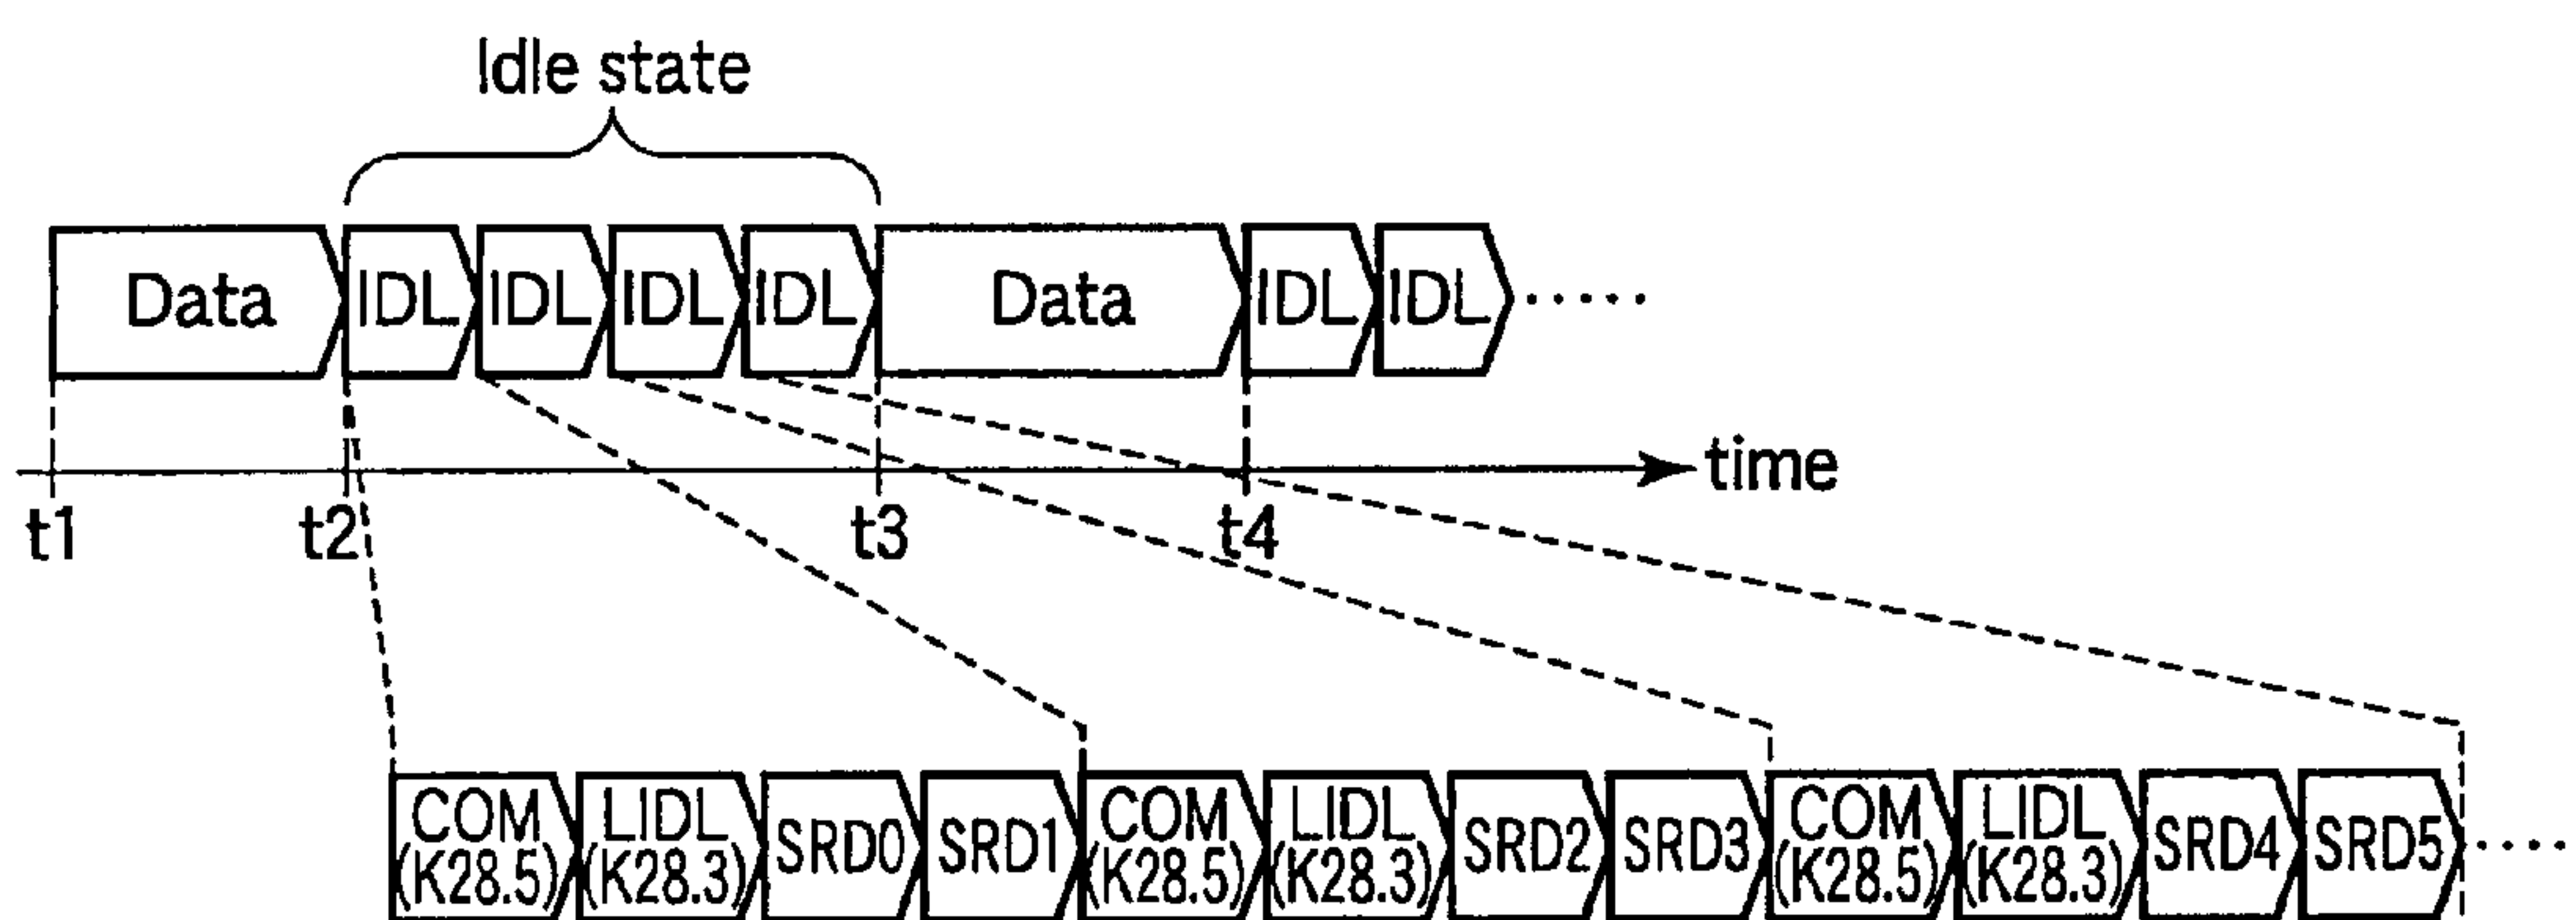 Idle state
Data IDL IDL IDL IDL Data IDL IDL .....
time
t1 t2 t3 t4
COM LIDL SRD0 SRD1 COM LIDL SRD2 SRD3 COM LIDL SRD4 SRD5 ....
(K28.5) (K28.3) (K28.5) (K28.3) (K28.5) (K28.3)